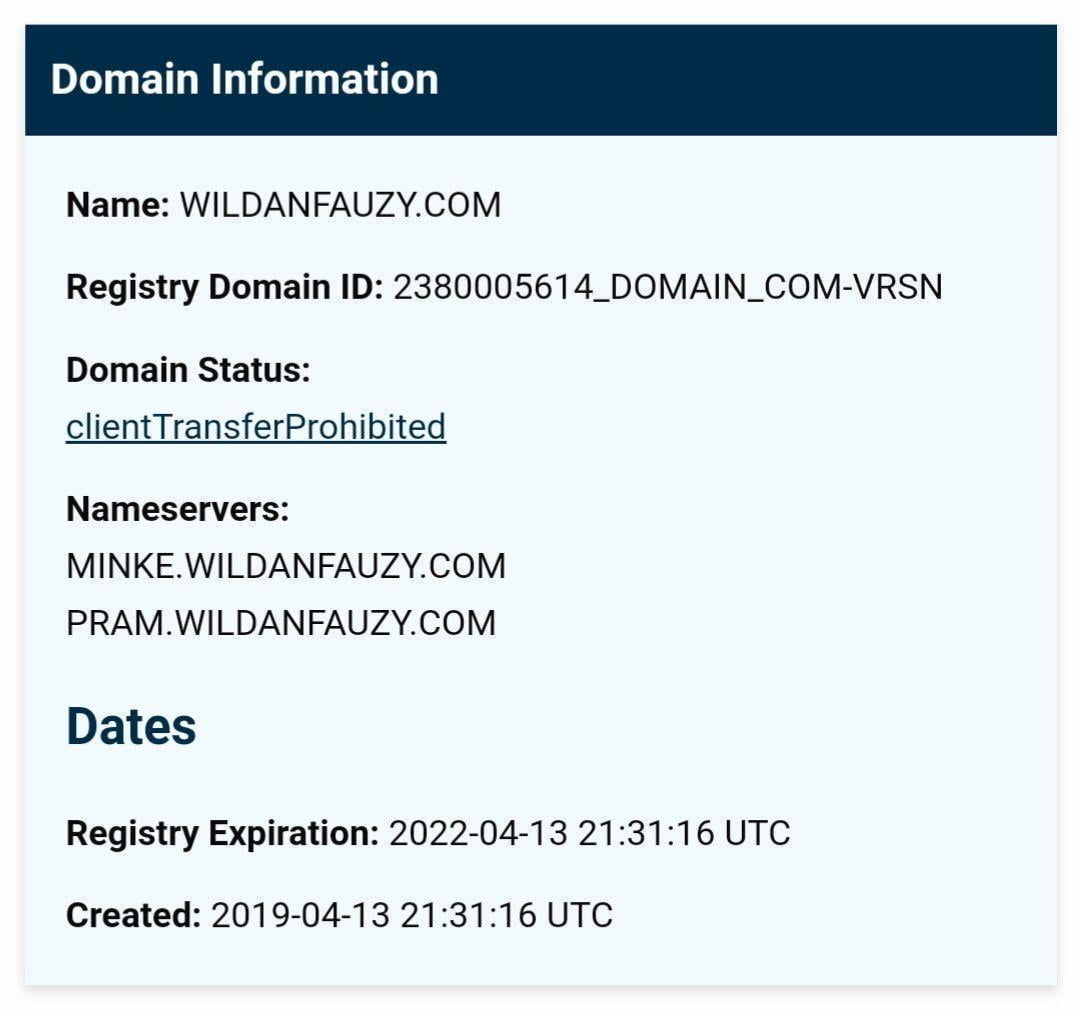 Domain Information
Name: WILDANFAUZY.COM
Registry Domain ID: 2380005614_DOMAIN_COM-VRSN
Domain Status:
clientTransferProhibited
Nameservers:
MINKE.WILDANFAUZY.COM
PRAM.WILDANFAUZY.COM
Dates
Registry Expiration: 2022-04-13 21:31:16 UTC
Created: 2019-04-13 21:31:16 UTC